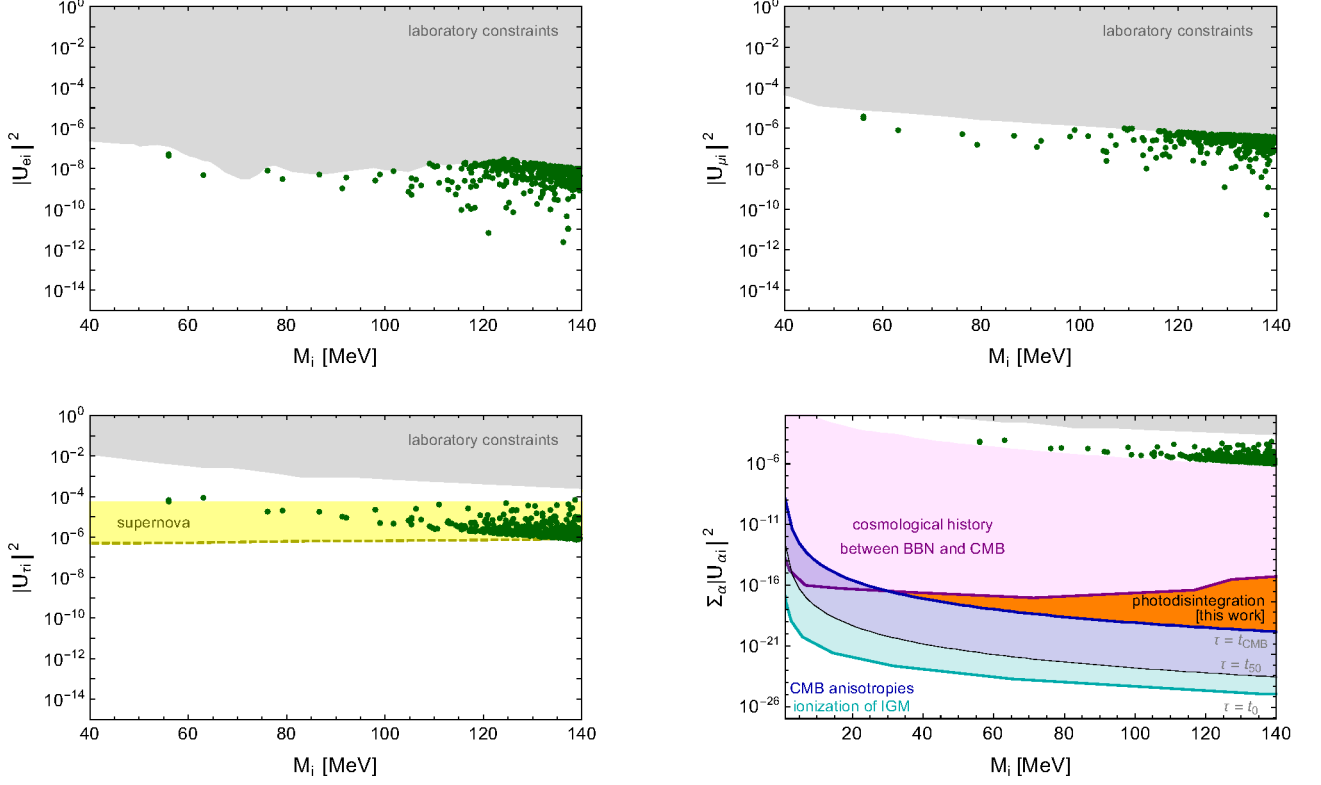 10^0
10^-2
10^-4
10^-6
10^-8
10^-10
10^-12
10^-14
|U_ei|^2
laboratory constraints
40 60 80 100 120 140
M_i [MeV]
10^0
10^-2
10^-4
10^-6
10^-8
10^-10
10^-12
10^-14
|U_μi|^2
laboratory constraints
40 60 80 100 120 140
M_i [MeV]
10^0
10^-2
10^-4
10^-6
10^-8
10^-10
10^-12
10^-14
|U_τi|^2
laboratory constraints
supernova
40 60 80 100 120 140
M_i [MeV]
10^-6
10^-11
10^-16
10^-21
10^-26
Σ_α|U_αi|^2
cosmological history
between BBN and CMB
photodisintegration
[this work]
τ = t_CMB
τ = t_50
CMB anisotropies
ionization of IGM
τ = t_0
20 40 60 80 100 120 140
M_i [MeV]